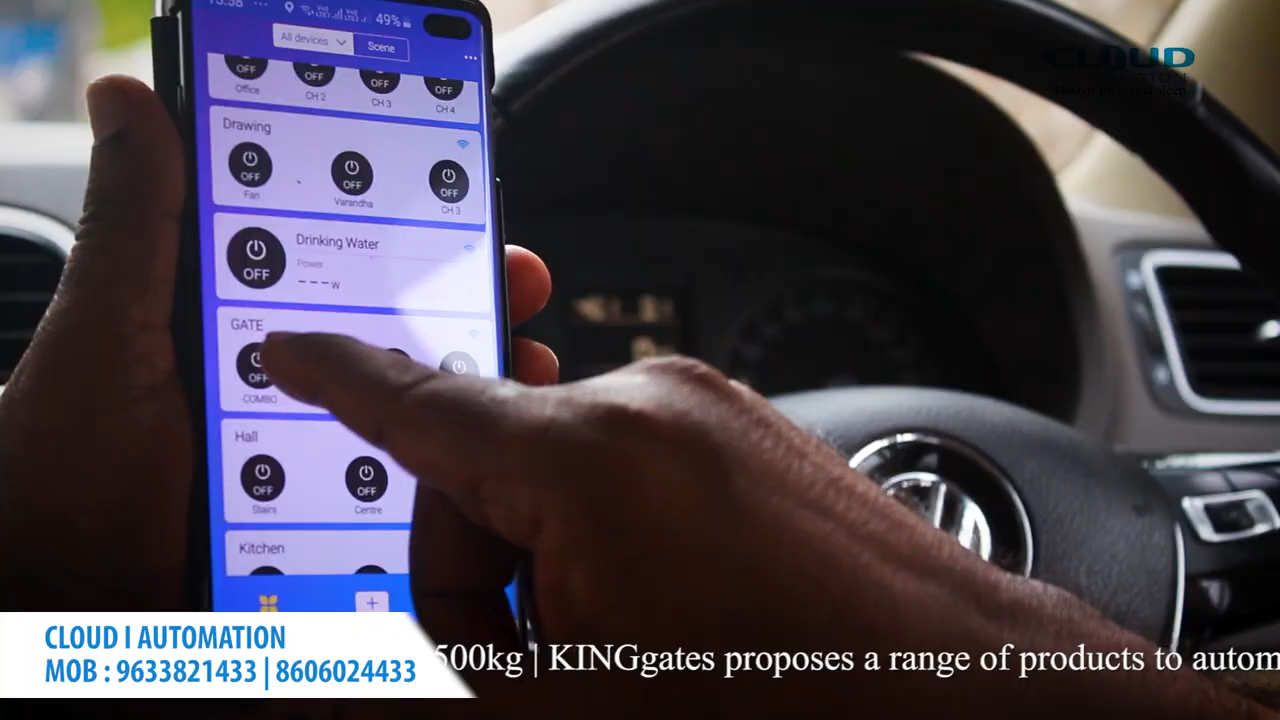 49%
All devices
Scene
OFF OFF OFF OFF
Office CH 2 CH 3 CH 4
Drawing
OFF OFF OFF
Fan Varandha CH 3
Drinking Water
Power
OFF
---w
GATE
OFF
COMBO
Hall
OFF OFF
Stairs Centre
Kitchen
CLOUD
CLOUD I AUTOMATION
MOB : 9633821433 | 8606024433
500kg | KINGgates proposes a range of products to autom